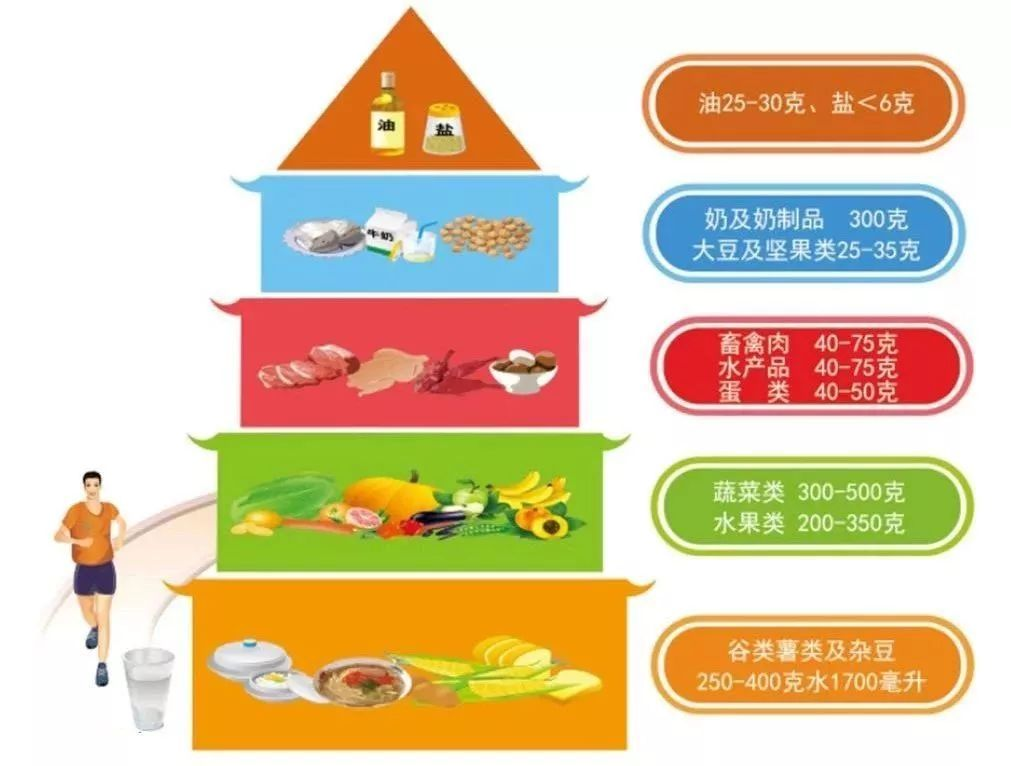 油
盐
油25-30克、盐<6克
牛奶
奶及奶制品 300克
大豆及坚果类25-35克
畜禽肉 40-75克
水产品 40-75克
蛋 类 40-50克
蔬菜类 300-500克
水果类 200-350克
谷类薯类及杂豆
250-400克水1700毫升